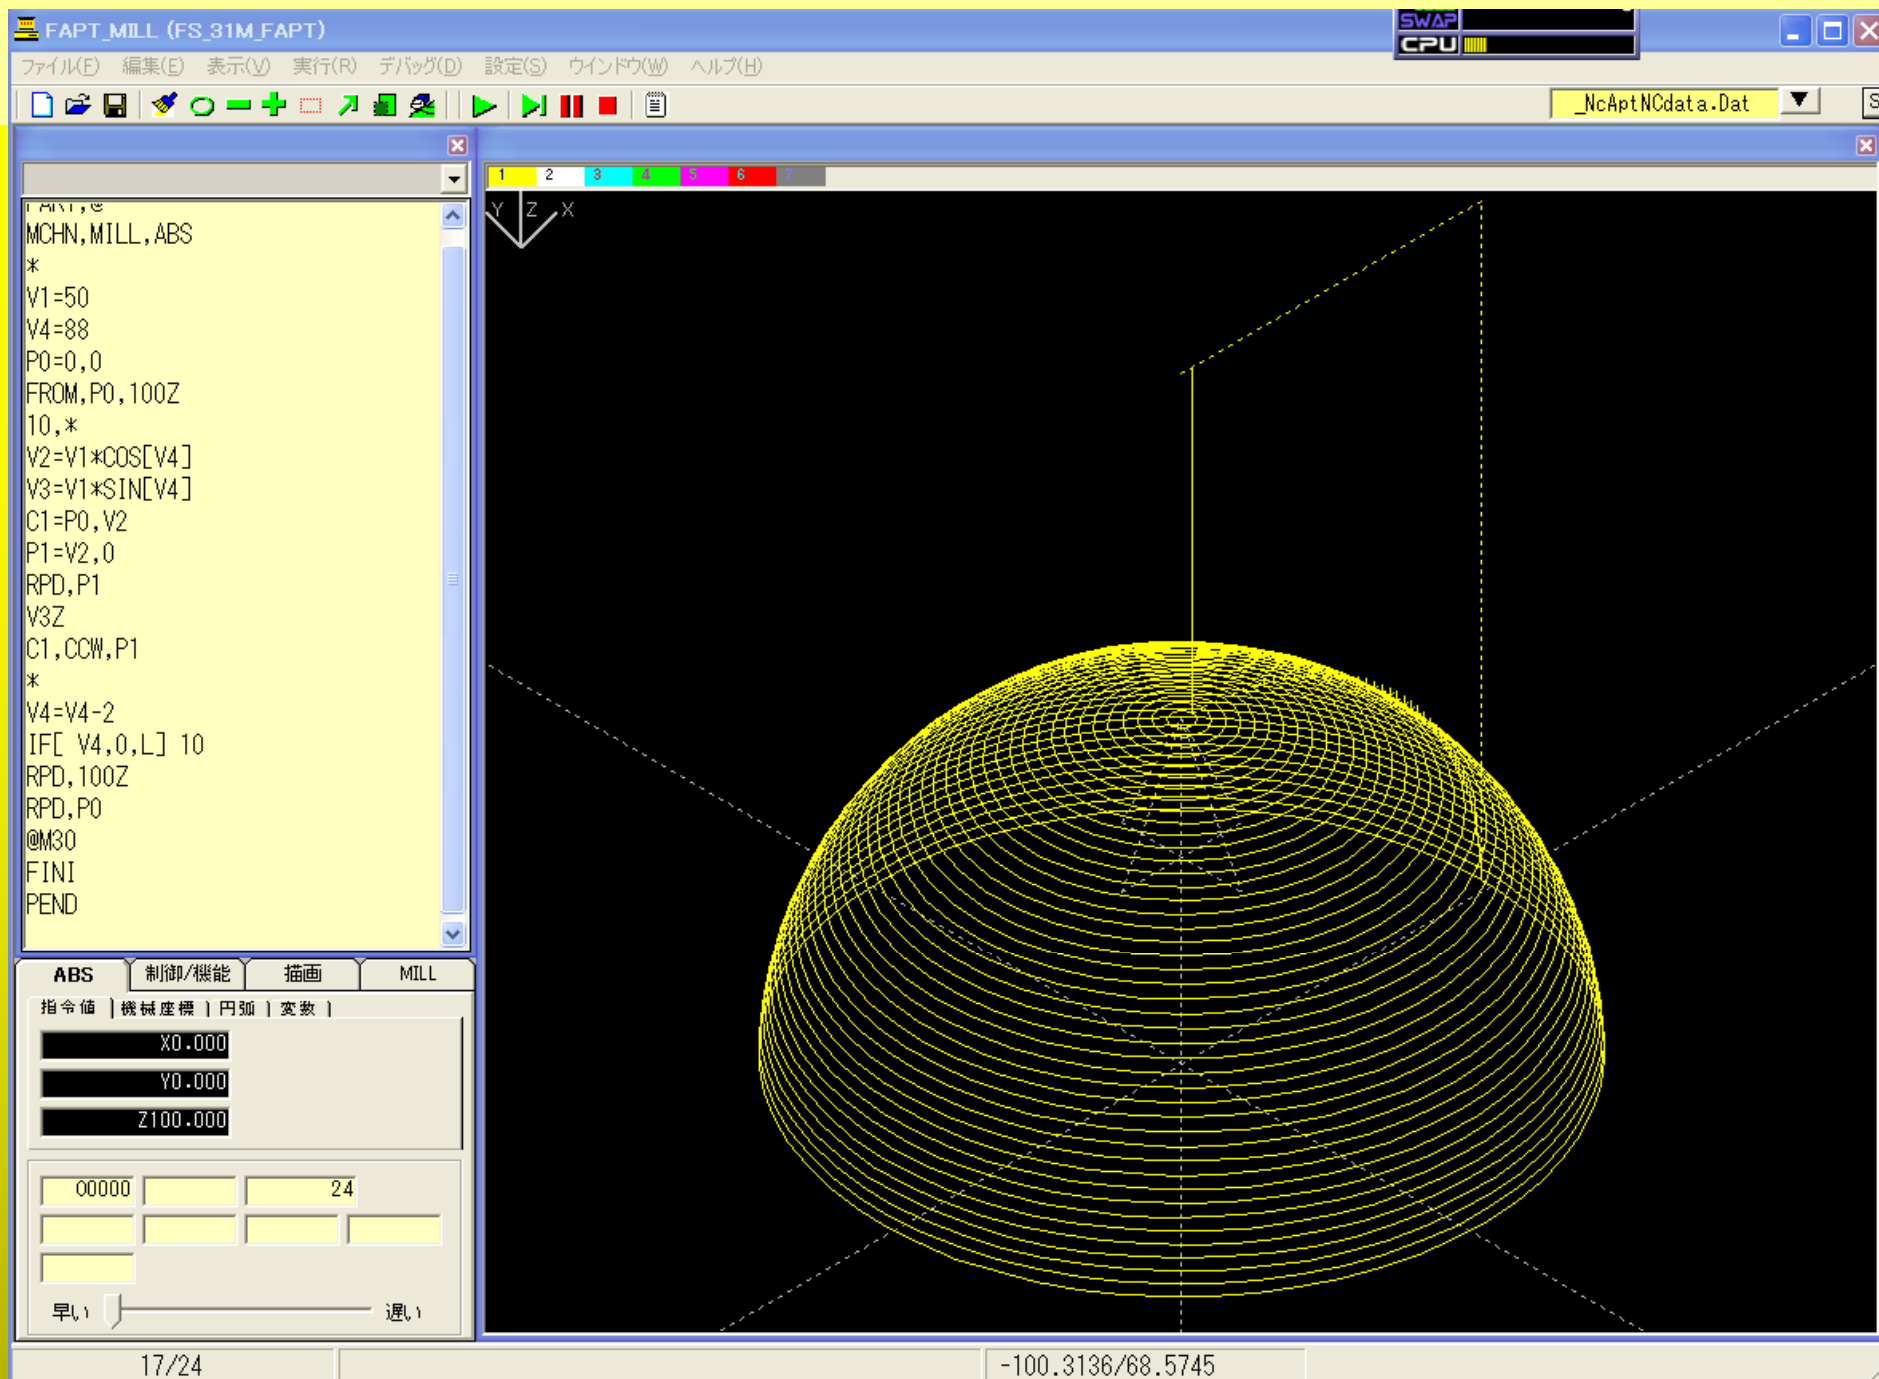 FAPT_MILL (FS_31M_FAPT)
SWAP
CPU
ファイル(F) 編集(E) 表示(V) 実行(R) デバッグ(D) 設定(S) ウインドウ(W) ヘルプ(H)
_NcAptNCdata.Dat
S
1 2 3 4 5 6 7
Y Z X
PART,@
MCHN,MILL,ABS
*
V1=50
V4=88
P0=0,0
FROM,P0,100Z
10,*
V2=V1*COS[V4]
V3=V1*SIN[V4]
C1=P0,V2
P1=V2,0
RPD,P1
V3Z
C1,CCW,P1
*
V4=V4-2
IF[ V4,0,L] 10
RPD,100Z
RPD,P0
@M30
FINI
PEND
ABS 制御/機能 描画 MILL
指令値 機械座標 円弧 変数
X0.000
Y0.000
Z100.000
00000 24
早い 遅い
17/24 -100.3136/68.5745